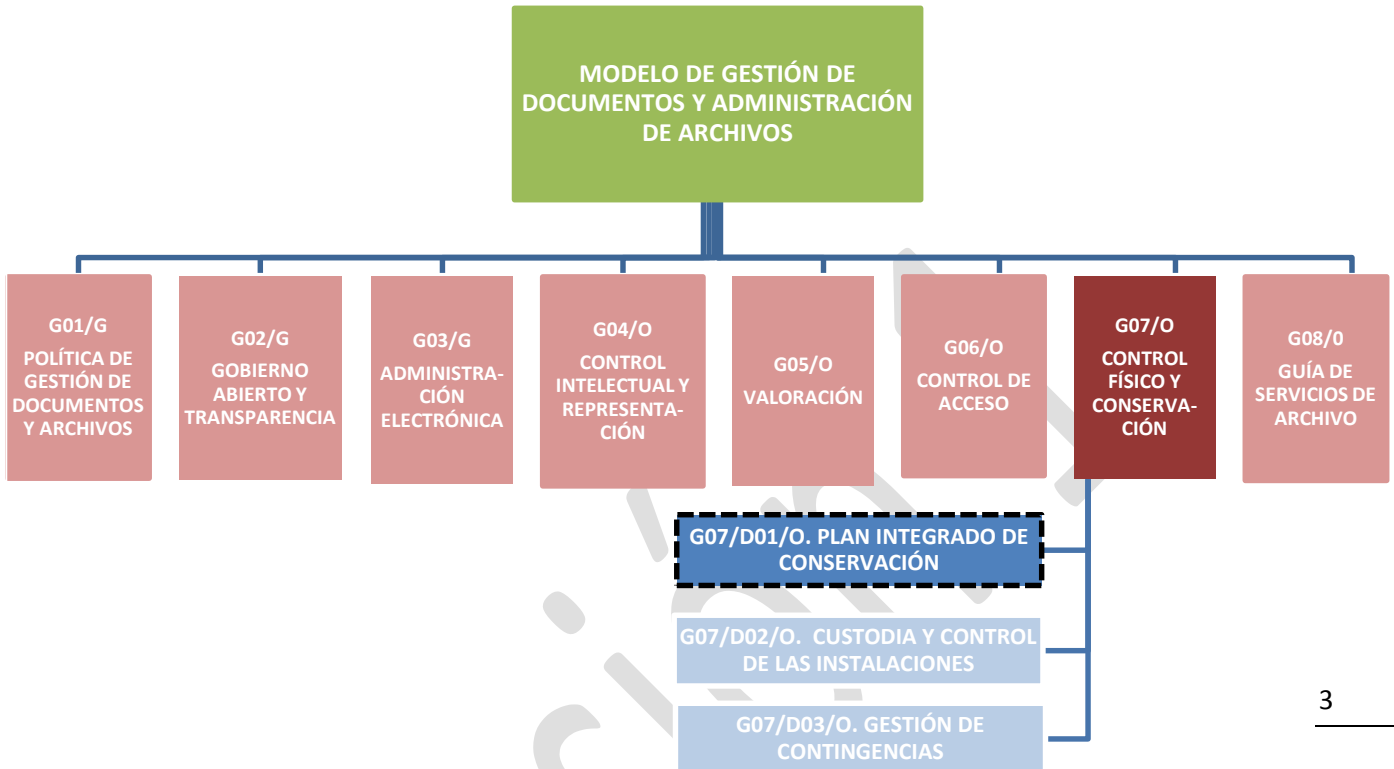 MODELO DE GESTIÓN DE
DOCUMENTOS Y ADMINISTRACIÓN
DE ARCHIVOS
G01/G
POLÍTICA DE
GESTIÓN DE
DOCUMENTOS
Y ARCHIVOS
G02/G
GOBIERNO
ABIERTO Y
TRANSPARENCIA
G03/G
ADMINISTRA-
CIÓN
ELECTRÓNICA
G04/O
CONTROL
INTELECTUAL Y
REPRESENTA-
CIÓN
G05/O
VALORACIÓN
G06/O
CONTROL DE
ACCESO
G07/O
CONTROL
FÍSICO Y
CONSERVA-
CIÓN
G08/0
GUÍA DE
SERVICIOS DE
ARCHIVO
G07/D01/O. PLAN INTEGRADO DE
CONSERVACIÓN
G07/D02/O. CUSTODIA Y CONTROL
DE LAS INSTALACIONES
G07/D03/O. GESTIÓN DE
CONTINGENCIAS
3